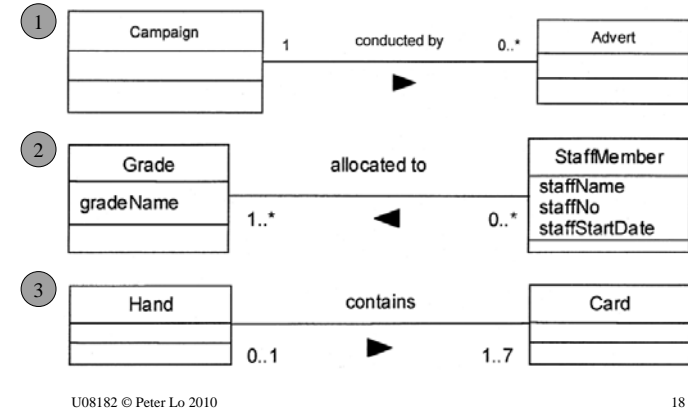 1
Campaign
1 conducted by 0..*
Advert
2
Grade
gradeName
allocated to
1..* 0..*
StaffMember
staffName
staffNo
staffStartDate
3
Hand
contains
Card
0..1 1..7
U08182 © Peter Lo 2010 18